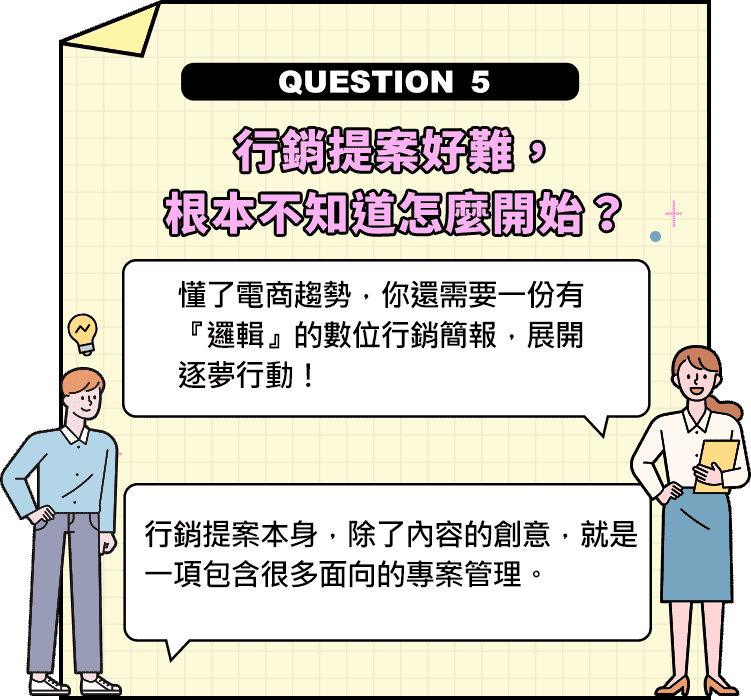 QUESTION 5
行銷提案好難，
根本不知道怎麼開始？
懂了電商趨勢，你還需要一份有
『邏輯』的數位行銷簡報，展開
逐夢行動！
行銷提案本身，除了內容的創意，就是
一項包含很多面向的專案管理。